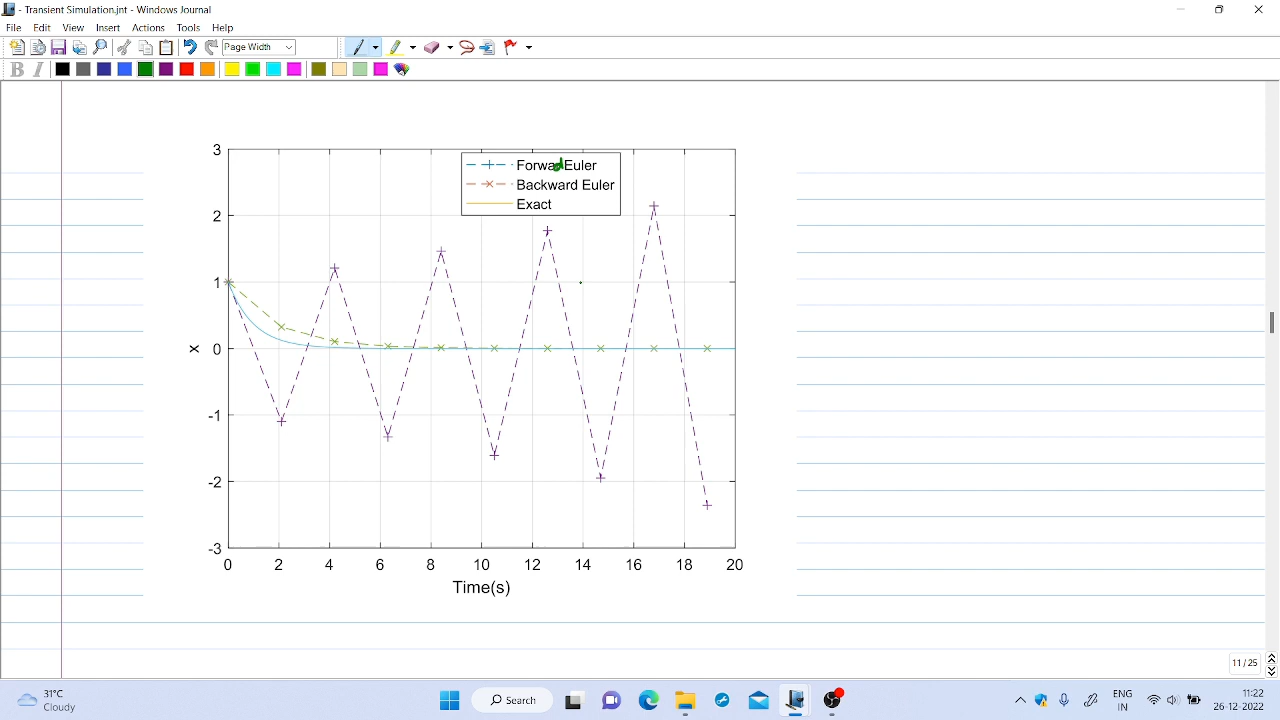 Transient Simulation.jnt - Windows Journal
File Edit View Insert Actions Tools Help
Page Width
B I
3
2
1
0
-1
-2
-3
x
Forward Euler
Backward Euler
Exact
0 2 4 6 8 10 12 14 16 18 20
Time(s)
11 / 25
31°C
Cloudy
Search
ENG
IN
11:22
26-12-2022